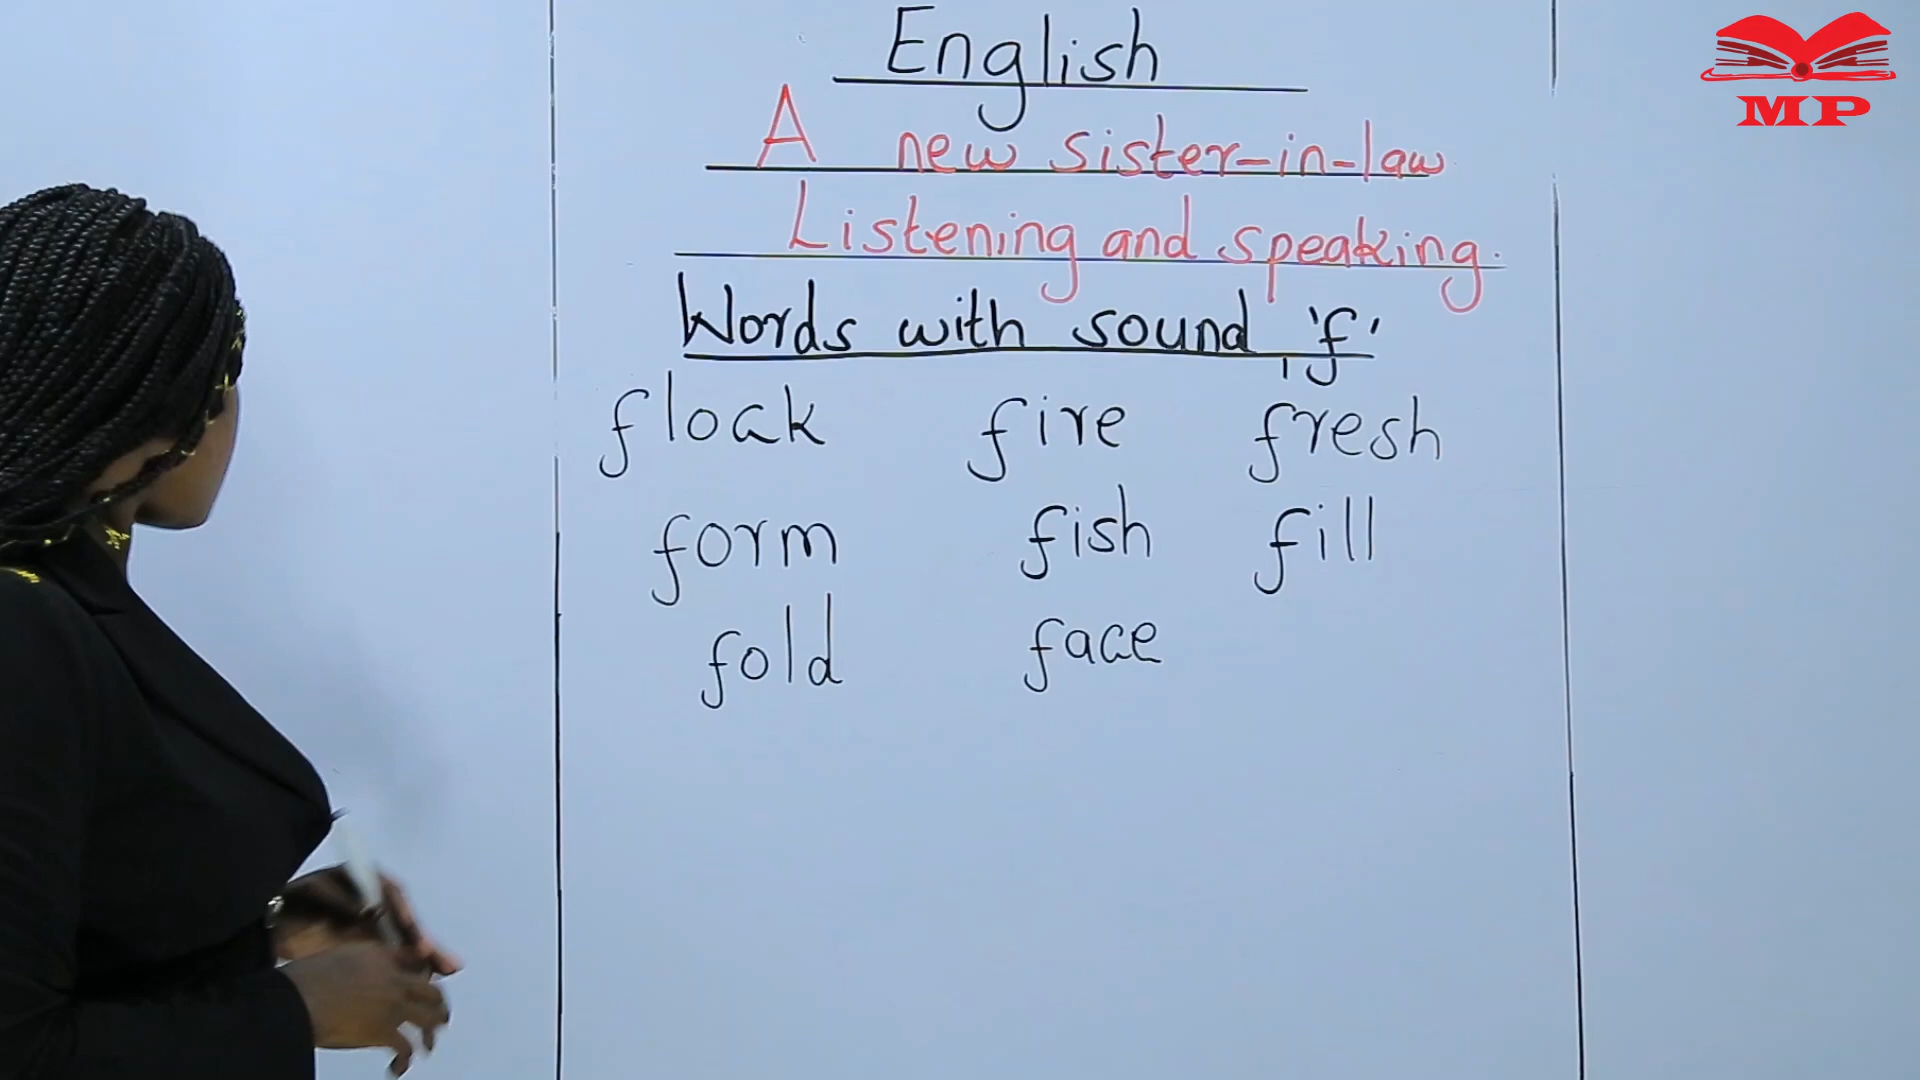 English
A new sister-in-law
Listening and speaking.
Words with sound 'f'
flock fire fresh
form fish fill
fold face
MP